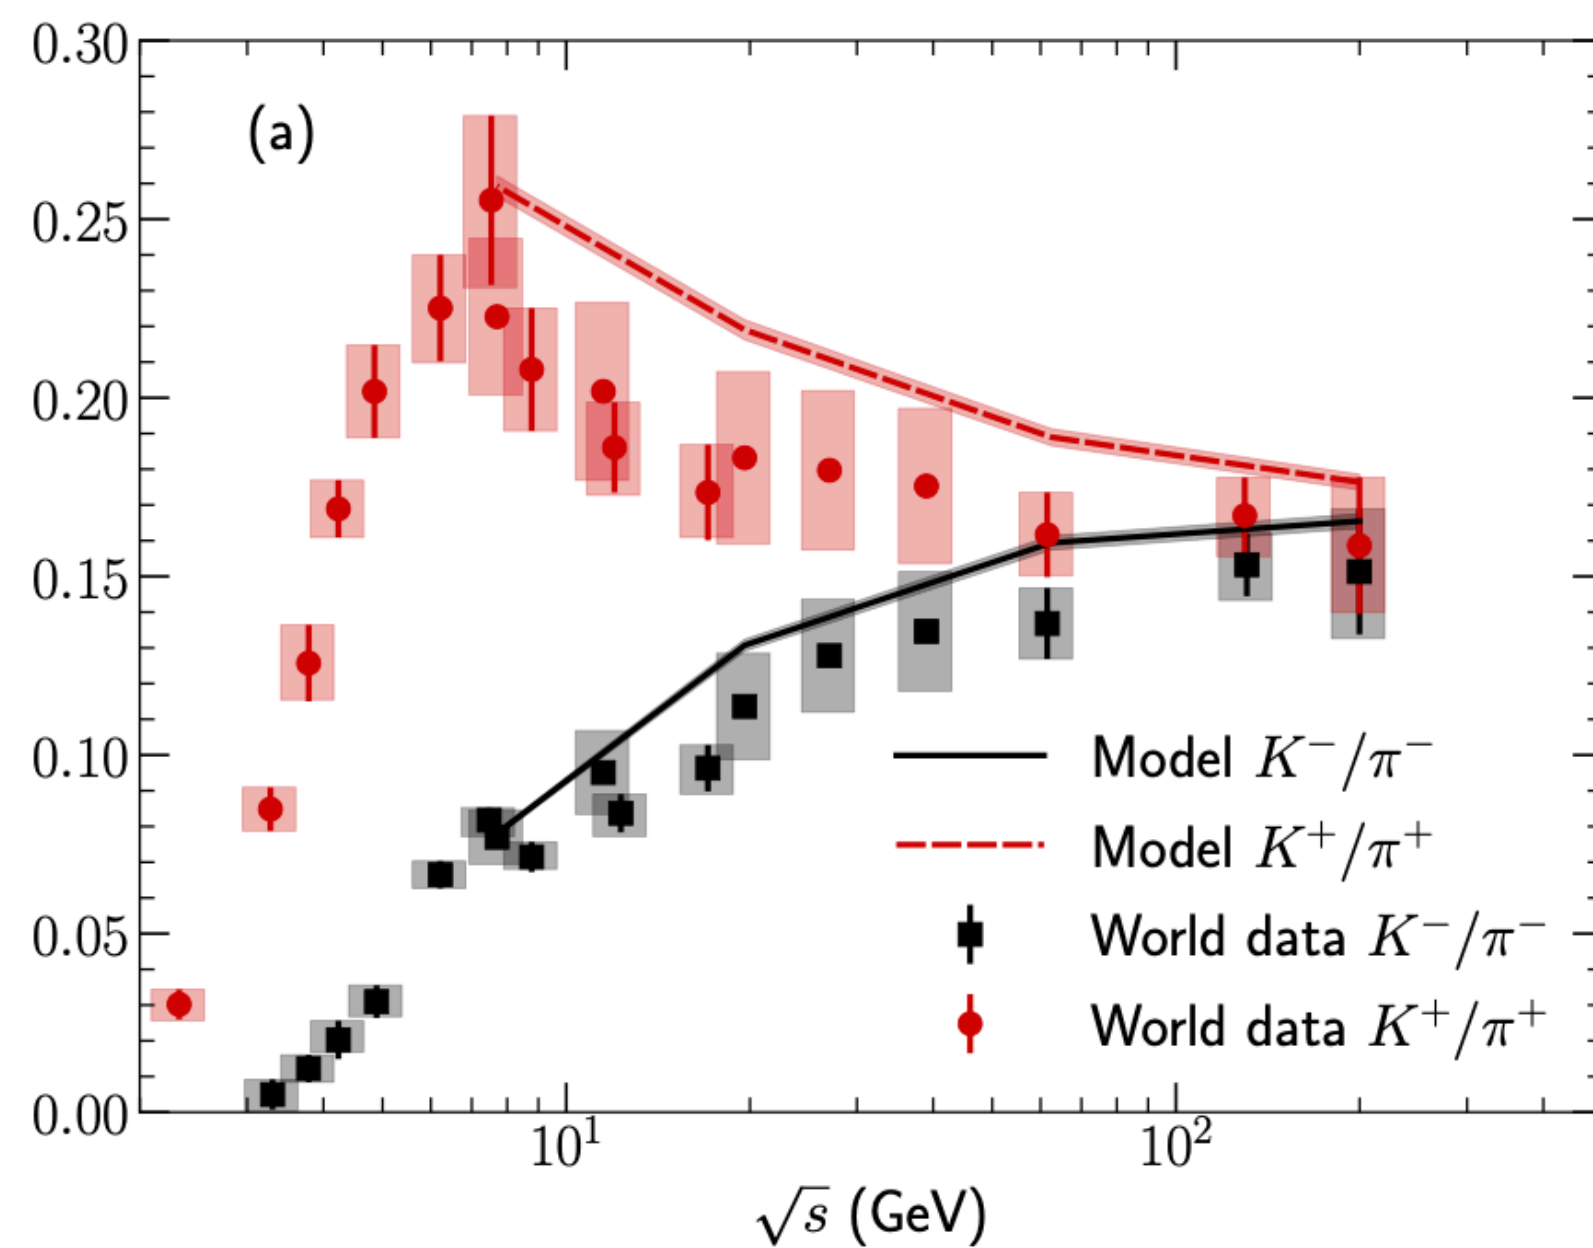 0.30
(a)
0.25
0.20
0.15
0.10
0.05
0.00
Model K⁻/π⁻
Model K⁺/π⁺
World data K⁻/π⁻
World data K⁺/π⁺
10¹ 10²
√s (GeV)